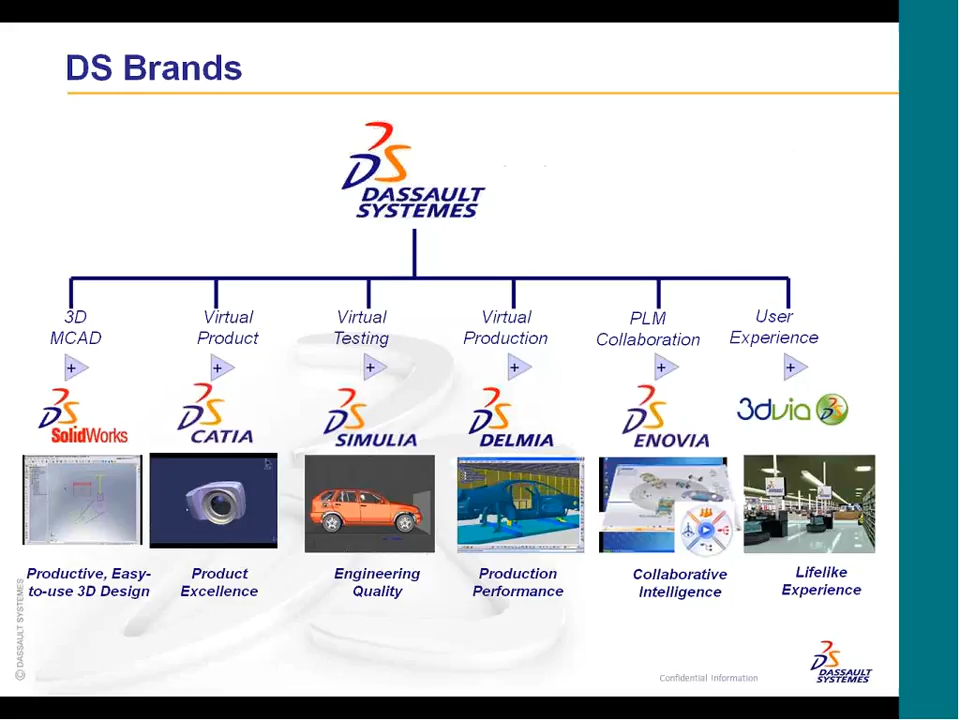 DS Brands
DASSAULT
SYSTEMES
3D
MCAD
Virtual
Product
Virtual
Testing
Virtual
Production
PLM
Collaboration
User
Experience
+
+
+
+
+
+
SolidWorks
CATIA
SIMULIA
DELMIA
ENOVIA
3dvia
Productive, Easy-
to-use 3D Design
Product
Excellence
Engineering
Quality
Production
Performance
Collaborative
Intelligence
Lifelike
Experience
© DASSAULT SYSTEMES
Confidential Information
DASSAULT
SYSTEMES